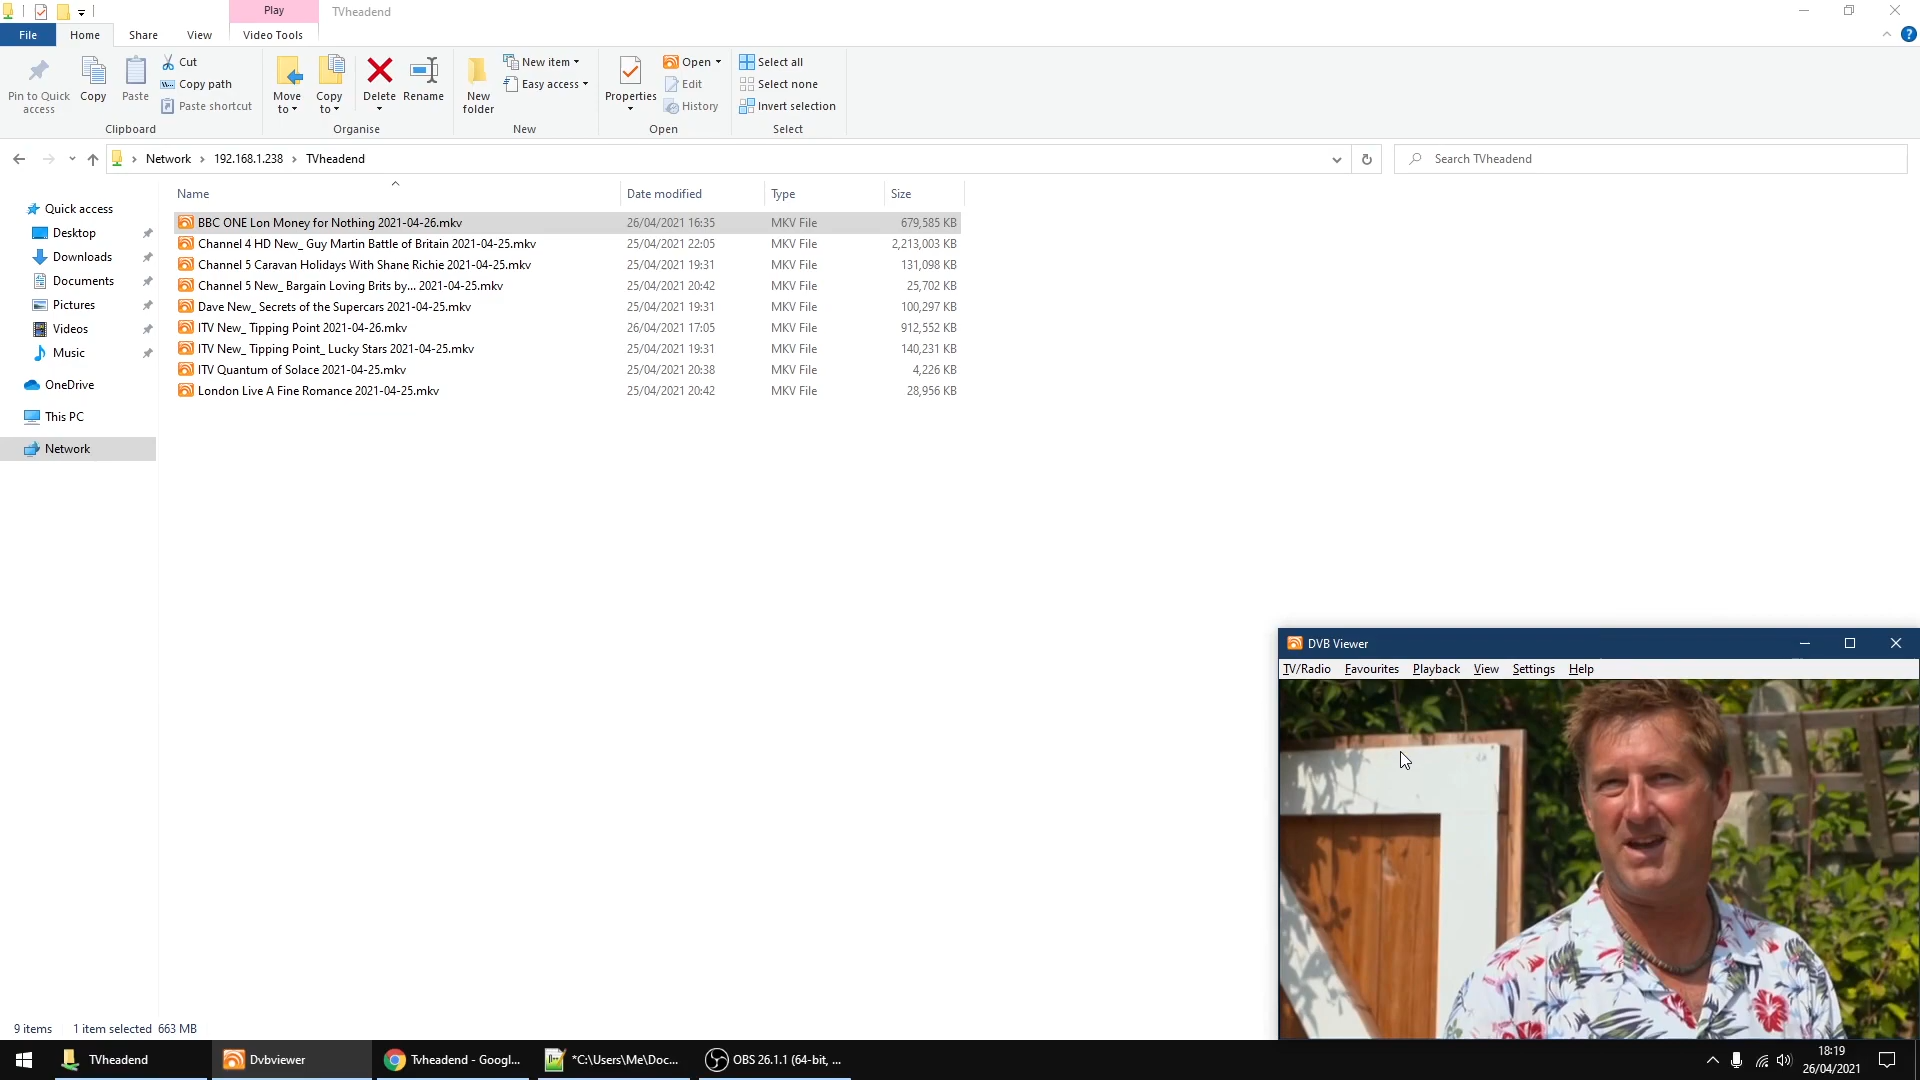 Play
TVheadend
File
Home
Share
View
Video Tools
Pin to Quick access
Copy
Paste
Cut
Copy path
Paste shortcut
Clipboard
Move to
Copy to
Delete
Rename
Organise
New folder
New item
Easy access
New
Properties
Open
Edit
History
Open
Select all
Select none
Invert selection
Select
Network > 192.168.1.238 > TVheadend
Search TVheadend
Quick access
Desktop
Downloads
Documents
Pictures
Videos
Music
OneDrive
This PC
Network
Name Date modified Type Size
BBC ONE Lon Money for Nothing 2021-04-26.mkv 26/04/2021 16:35 MKV File 679,585 KB
Channel 4 HD New_ Guy Martin Battle of Britain 2021-04-25.mkv 25/04/2021 22:05 MKV File 2,213,003 KB
Channel 5 Caravan Holidays With Shane Richie 2021-04-25.mkv 25/04/2021 19:31 MKV File 131,098 KB
Channel 5 New_ Bargain Loving Brits by... 2021-04-25.mkv 25/04/2021 20:42 MKV File 25,702 KB
Dave New_ Secrets of the Supercars 2021-04-25.mkv 25/04/2021 19:31 MKV File 100,297 KB
ITV New_ Tipping Point 2021-04-26.mkv 26/04/2021 17:05 MKV File 912,552 KB
ITV New_ Tipping Point_ Lucky Stars 2021-04-25.mkv 25/04/2021 19:31 MKV File 140,231 KB
ITV Quantum of Solace 2021-04-25.mkv 25/04/2021 20:38 MKV File 4,226 KB
London Live A Fine Romance 2021-04-25.mkv 25/04/2021 20:42 MKV File 28,956 KB
DVB Viewer
TV/Radio Favourites Playback View Settings Help
9 items 1 item selected 663 MB
TVheadend
Dvbviewer
Tvheadend - Googl...
*C:\Users\Me\Doc...
OBS 26.1.1 (64-bit, ...
18:19
26/04/2021